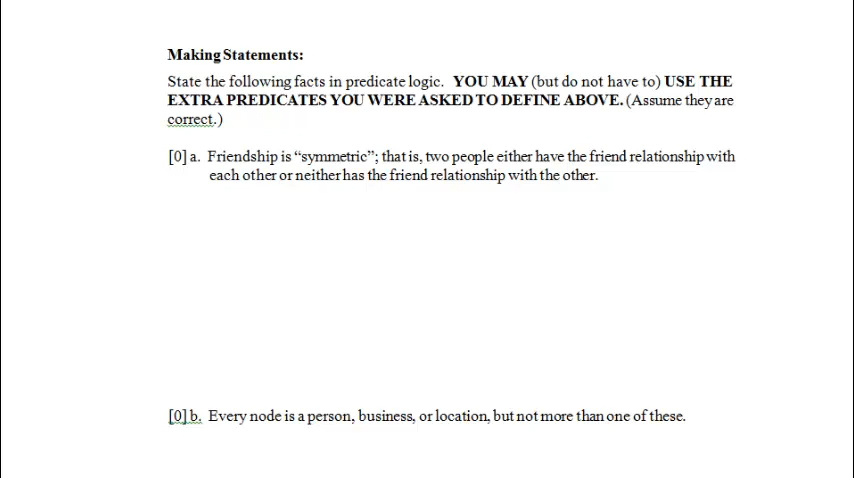 Making Statements:
State the following facts in predicate logic. YOU MAY (but do not have to) USE THE
EXTRA PREDICATES YOU WERE ASKED TO DEFINE ABOVE. (Assume they are
correct.)
[0] a. Friendship is “symmetric”; that is, two people either have the friend relationship with
each other or neither has the friend relationship with the other.
[0] b. Every node is a person, business, or location, but not more than one of these.